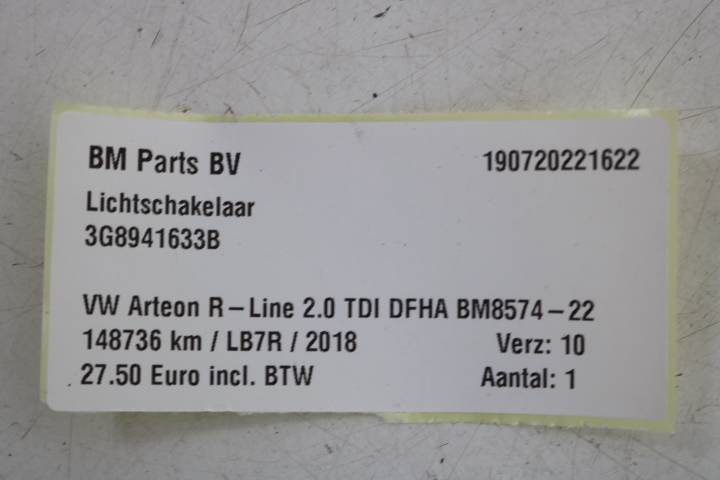 BM Parts BV 190720221622
Lichtschakelaar
3G8941633B
VW Arteon R-Line 2.0 TDI DFHA BM8574-22
148736 km / LB7R / 2018 Verz: 10
27.50 Euro incl. BTW Aantal: 1